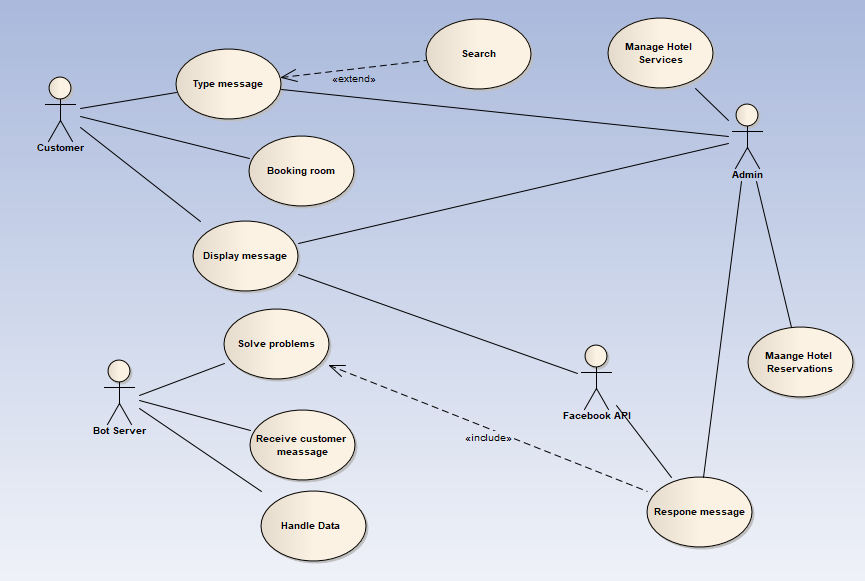 Search
Manage Hotel
Services
Type message
«extend»
Customer
Booking room
Admin
Display message
Solve problems
Maange Hotel
Reservations
Facebook API
Bot Server
Receive customer
meassage
«include»
Respone message
Handle Data